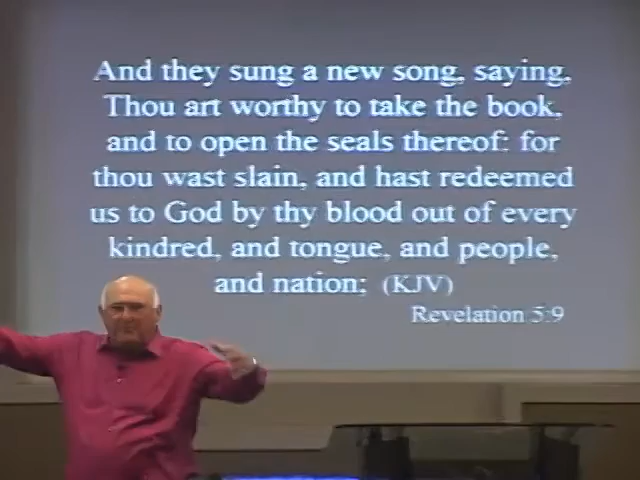 And they sung a new song, saying,
Thou art worthy to take the book,
and to open the seals thereof: for
thou wast slain, and hast redeemed
us to God by thy blood out of every
kindred, and tongue, and people,
and nation; (KJV)
Revelation 5:9